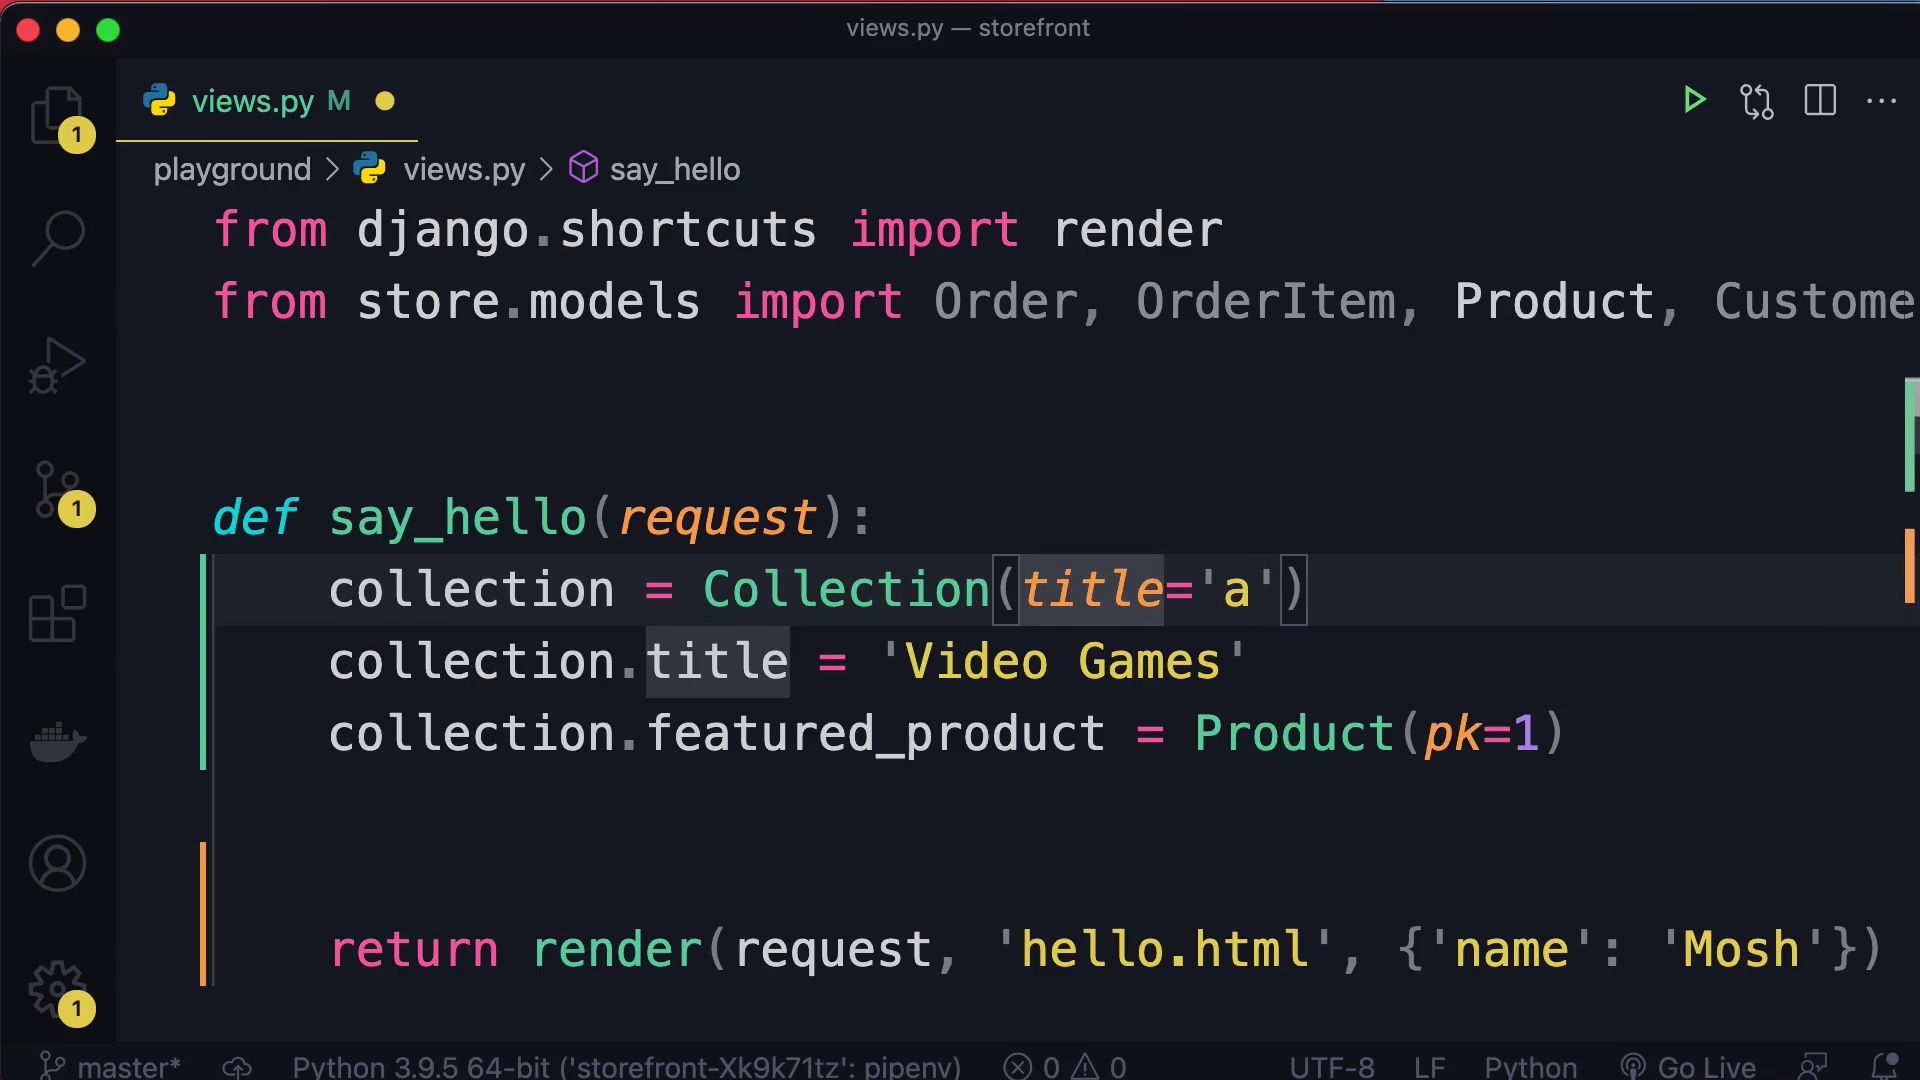 views.py — storefront
views.py M
1
playground > views.py > say_hello
from django.shortcuts import render
from store.models import Order, OrderItem, Product, Custome
def say_hello(request):
1
collection = Collection(title='a')
collection.title = 'Video Games'
collection.featured_product = Product(pk=1)
return render(request, 'hello.html', {'name': 'Mosh'})
1
master* Python 3.9.5 64-bit ('storefront-Xk9k71tz': pipenv) 0 0 UTF-8 LF Python Go Live